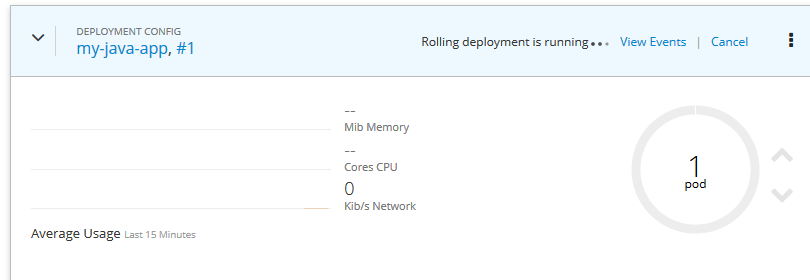 DEPLOYMENT CONFIG
my-java-app, #1
Rolling deployment is running... View Events | Cancel
--
Mib Memory
--
Cores CPU
0
Kib/s Network
Average Usage Last 15 Minutes
1
pod